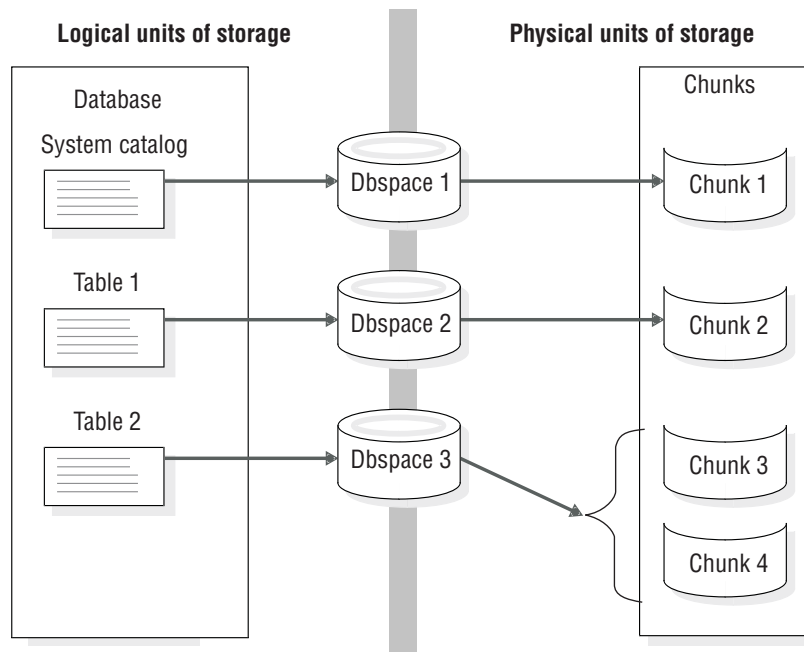 Logical units of storage
Physical units of storage
Database
System catalog
Table 1
Table 2
Dbspace 1
Dbspace 2
Dbspace 3
Chunks
Chunk 1
Chunk 2
Chunk 3
Chunk 4